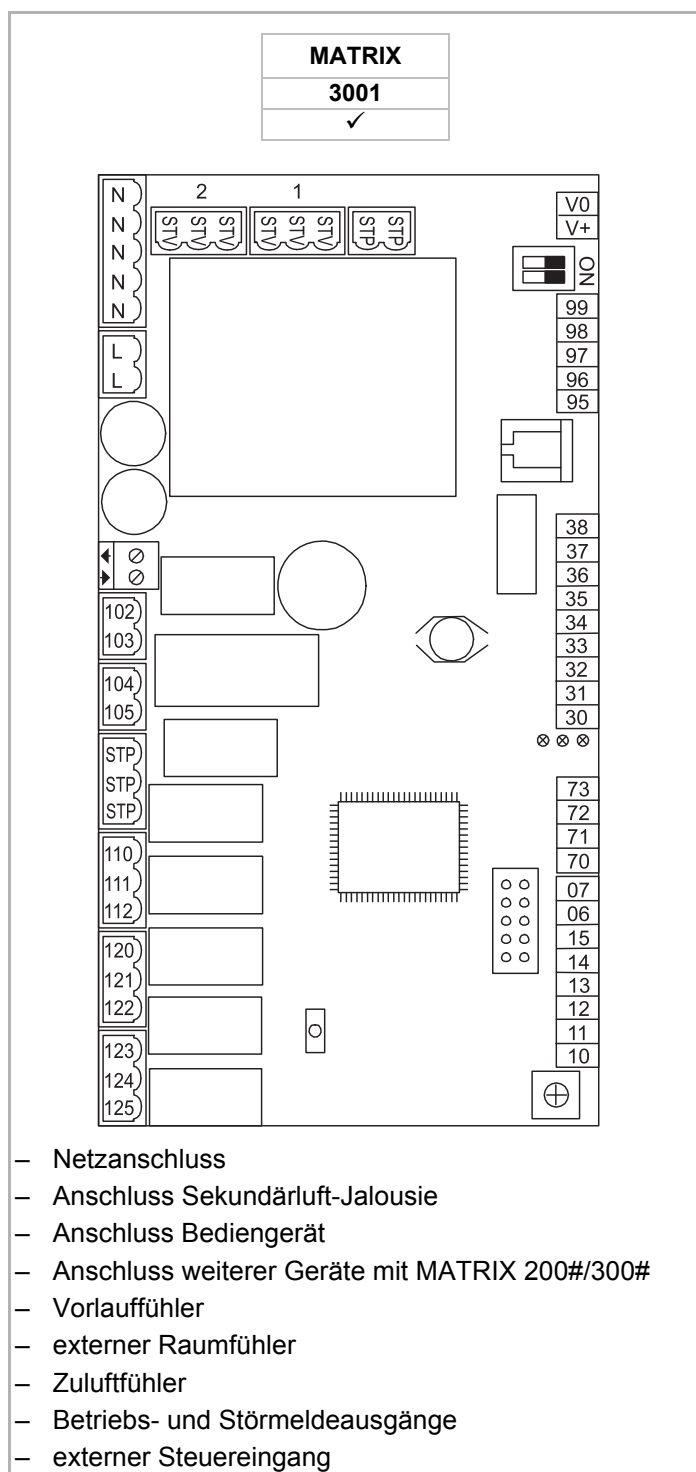 MATRIX
3001
✓
2 1
N
N
N
N
N
STV STV STV STV STV STV STP STP
V0
V+
ON
L
L
99
98
97
96
95
38
37
36
35
34
33
32
31
30
102
103
104
105
STP
STP
STP
110
111
112
120
121
122
123
124
125
73
72
71
70
07
06
15
14
13
12
11
10
– Netzanschluss
– Anschluss Sekundärluft-Jalousie
– Anschluss Bediengerät
– Anschluss weiterer Geräte mit MATRIX 200#/300#
– Vorlauffühler
– externer Raumfühler
– Zuluftfühler
– Betriebs- und Störmeldeausgänge
– externer Steuereingang